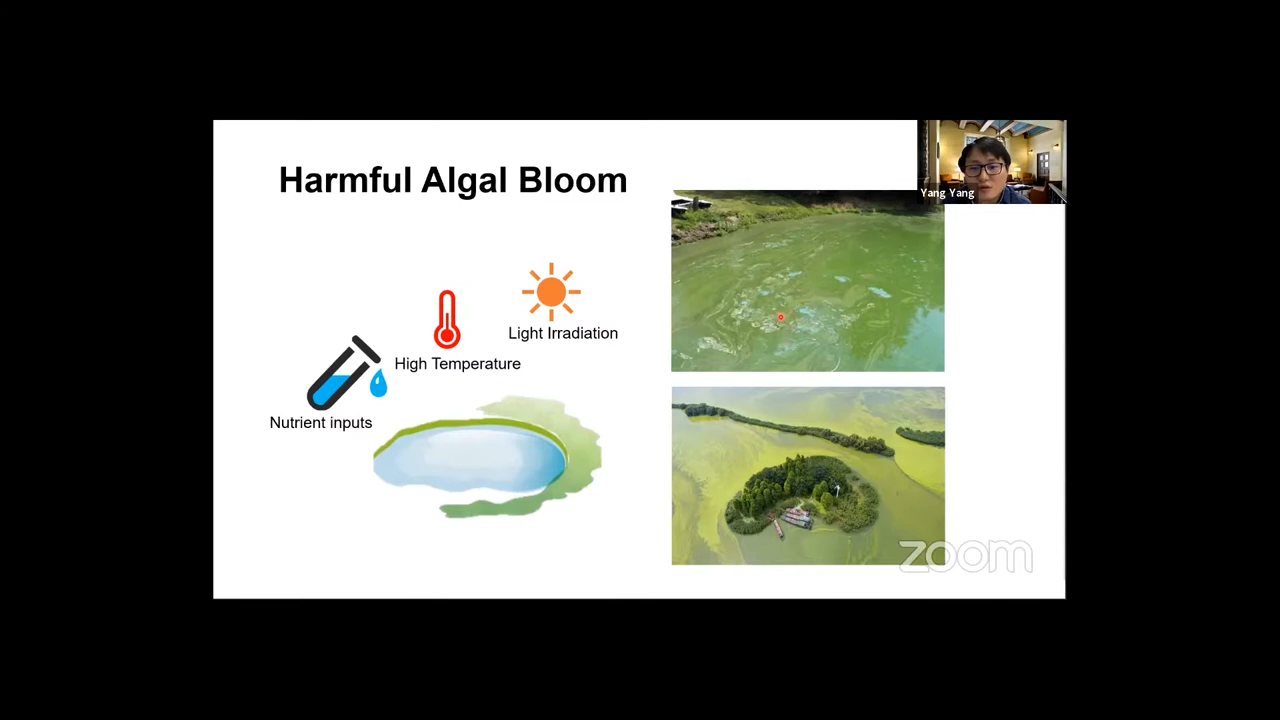 Harmful Algal Bloom
Yang Yang
Light Irradiation
High Temperature
Nutrient inputs
zoom